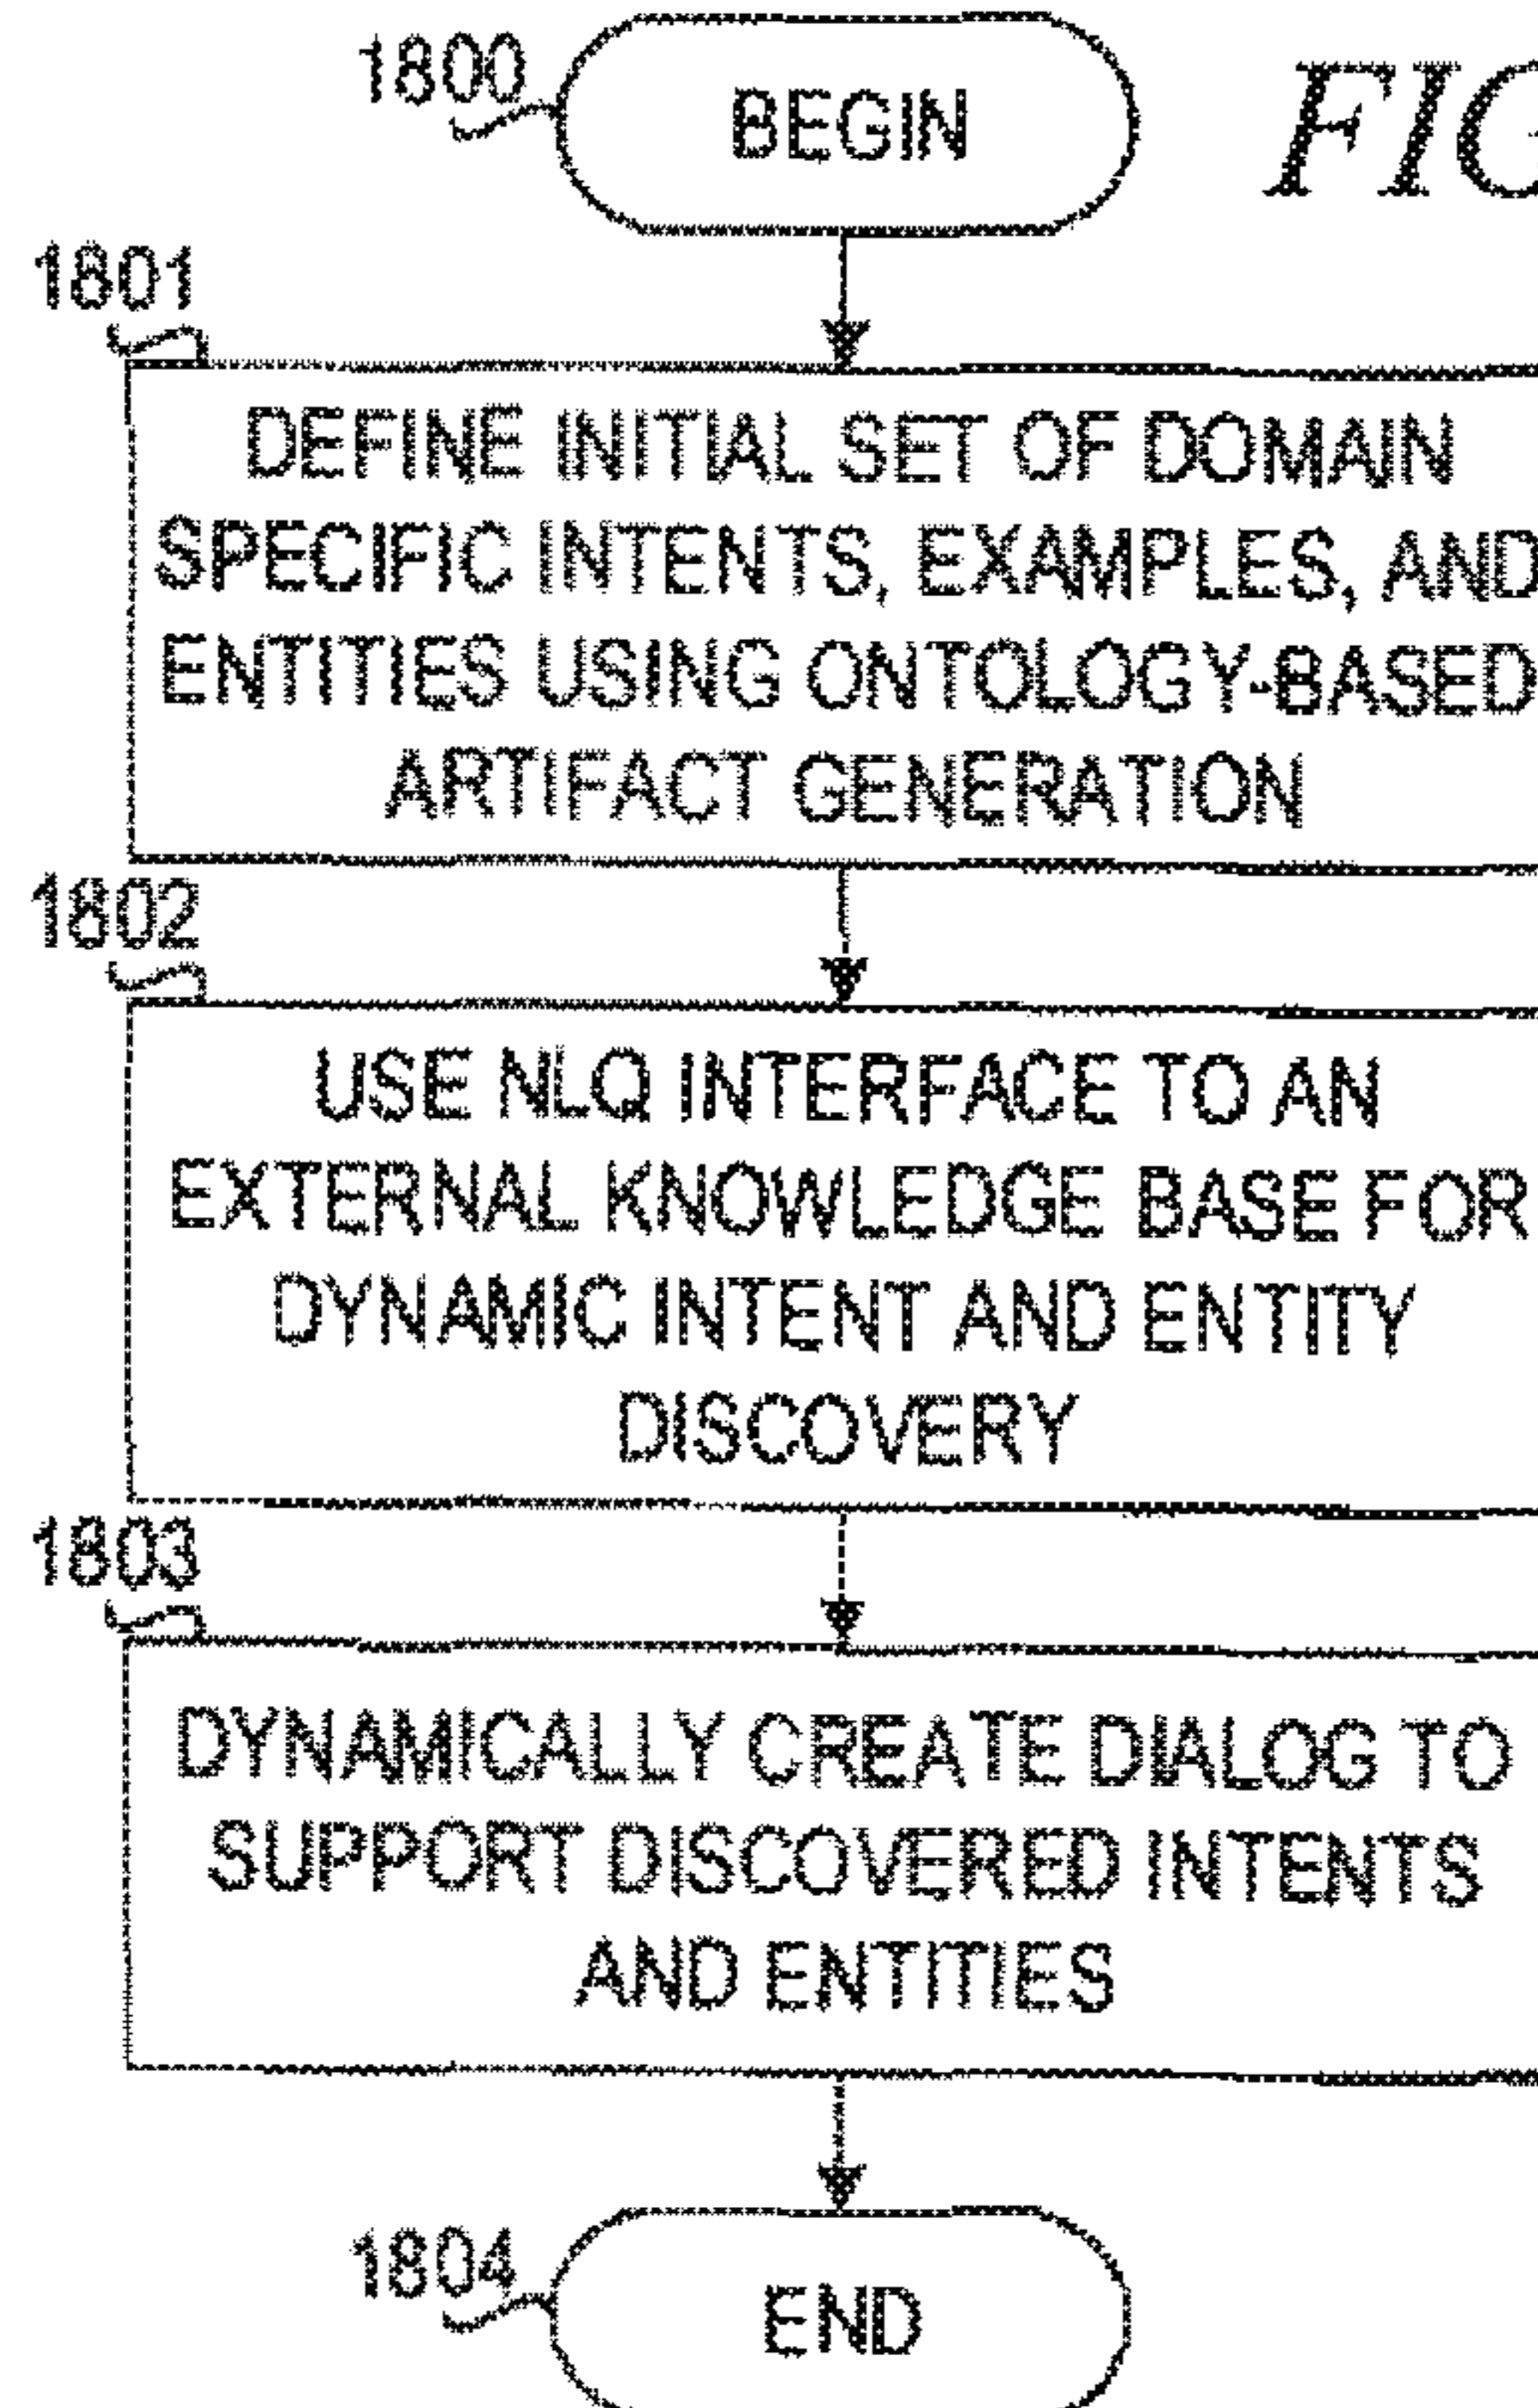 1800
BEGIN
FIG
1801
DEFINE INITIAL SET OF DOMAIN
SPECIFIC INTENTS, EXAMPLES, AND
ENTITIES USING ONTOLOGY-BASED
ARTIFACT GENERATION
1802
USE NLQ INTERFACE TO AN
EXTERNAL KNOWLEDGE BASE FOR
DYNAMIC INTENT AND ENTITY
DISCOVERY
1803
DYNAMICALLY CREATE DIALOG TO
SUPPORT DISCOVERED INTENTS
AND ENTITIES
1804
END